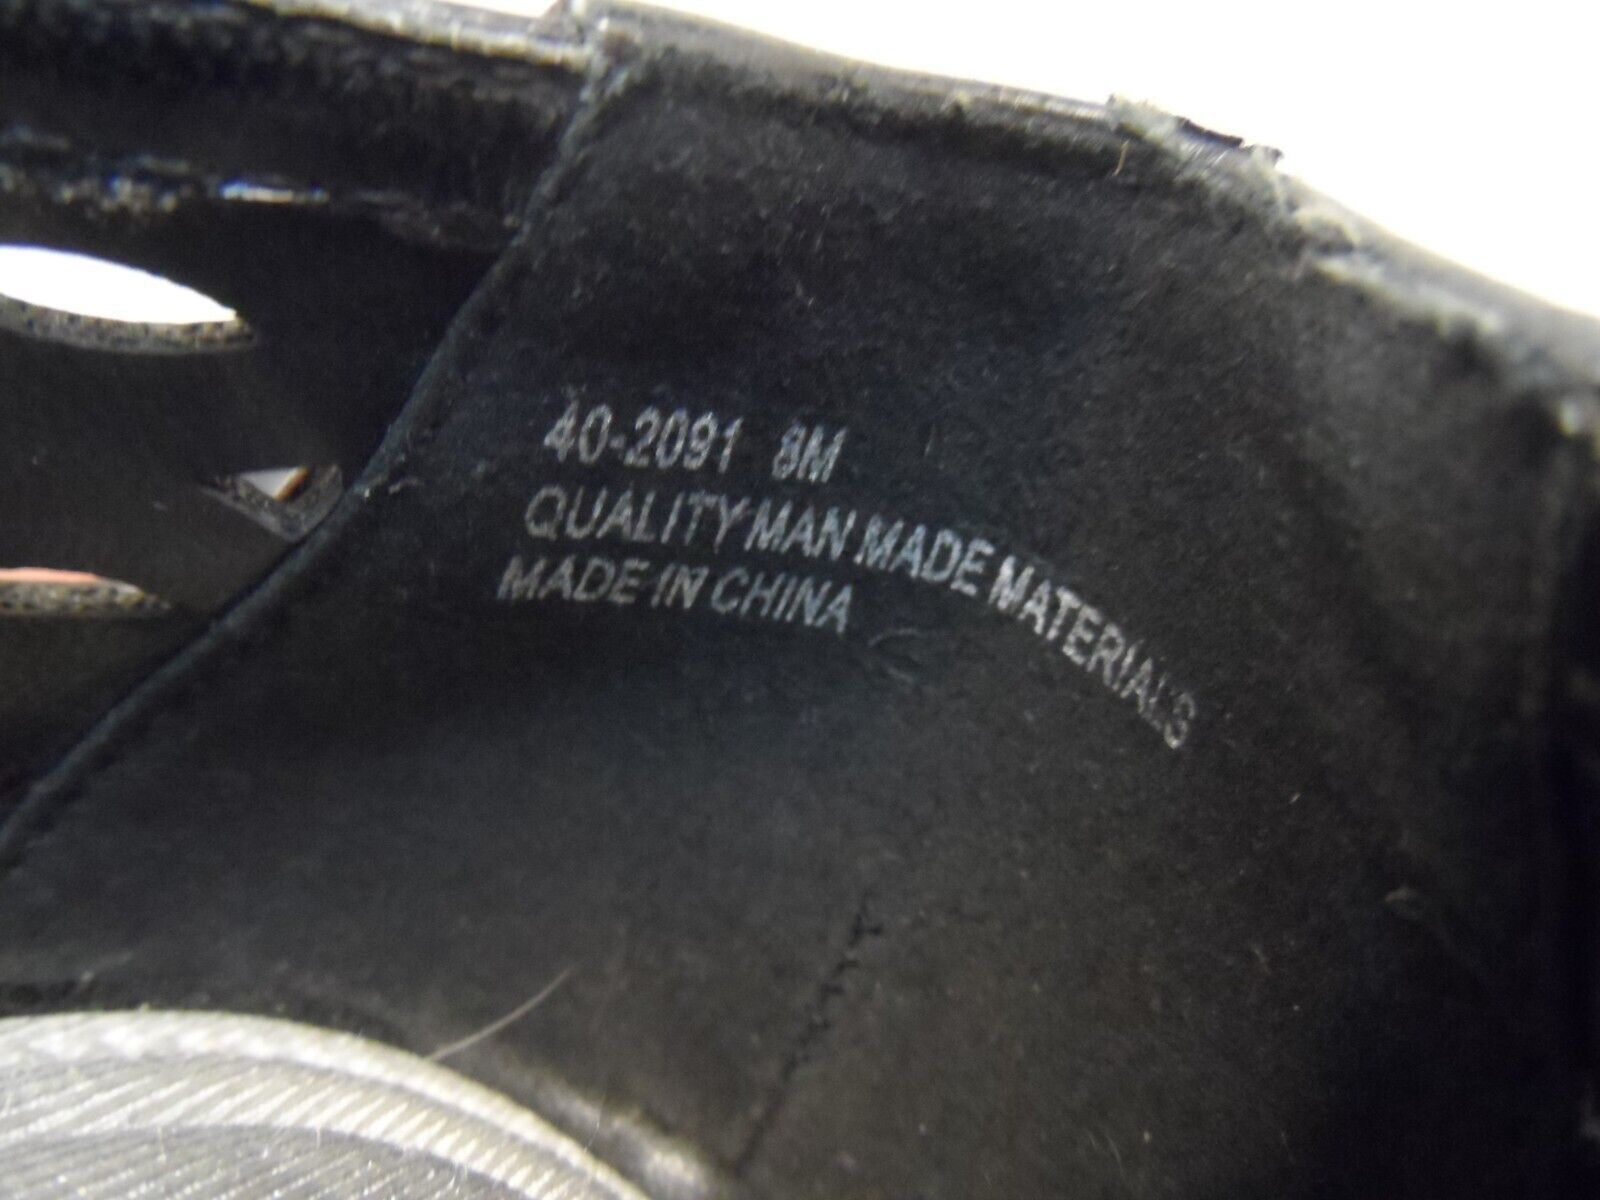 40-2091 8M
QUALITY MAN MADE MATERIALS
MADE IN CHINA